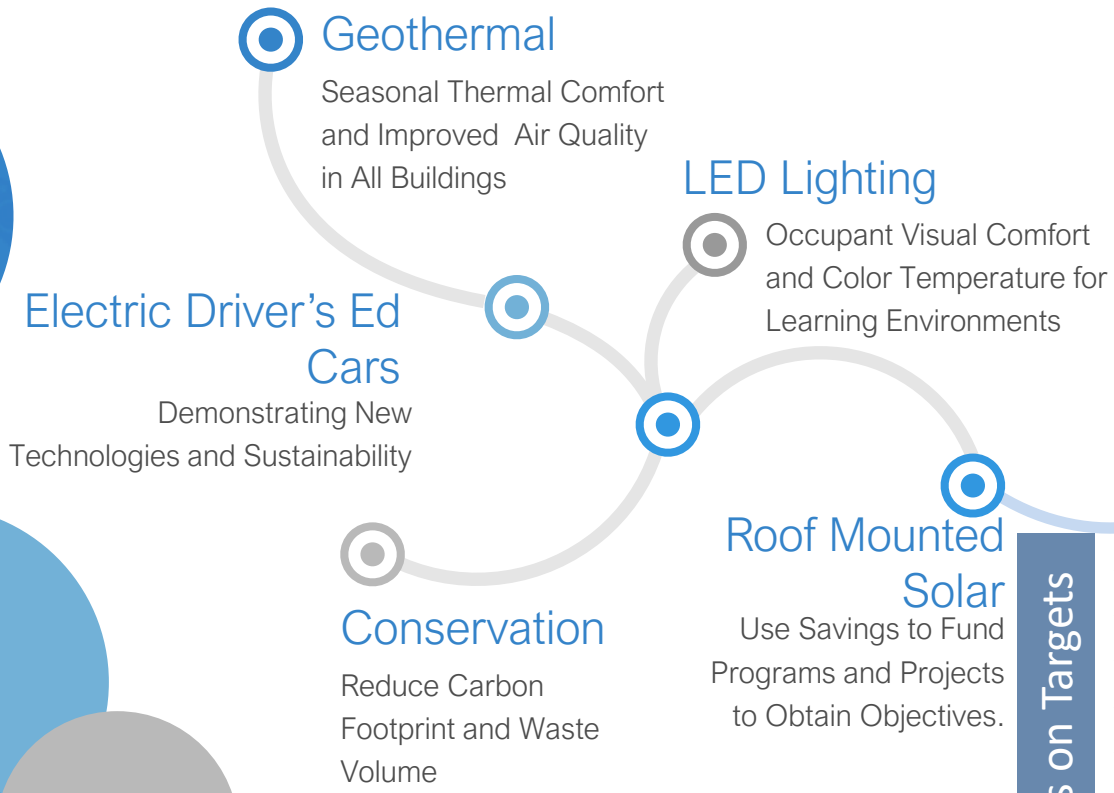 Geothermal
Seasonal Thermal Comfort
and Improved Air Quality
in All Buildings
LED Lighting
Occupant Visual Comfort
and Color Temperature for
Learning Environments
Electric Driver’s Ed
Cars
Demonstrating New
Technologies and Sustainability
Conservation
Reduce Carbon
Footprint and Waste
Volume
Roof Mounted
Solar
Use Savings to Fund
Programs and Projects
to Obtain Objectives.
on Targets